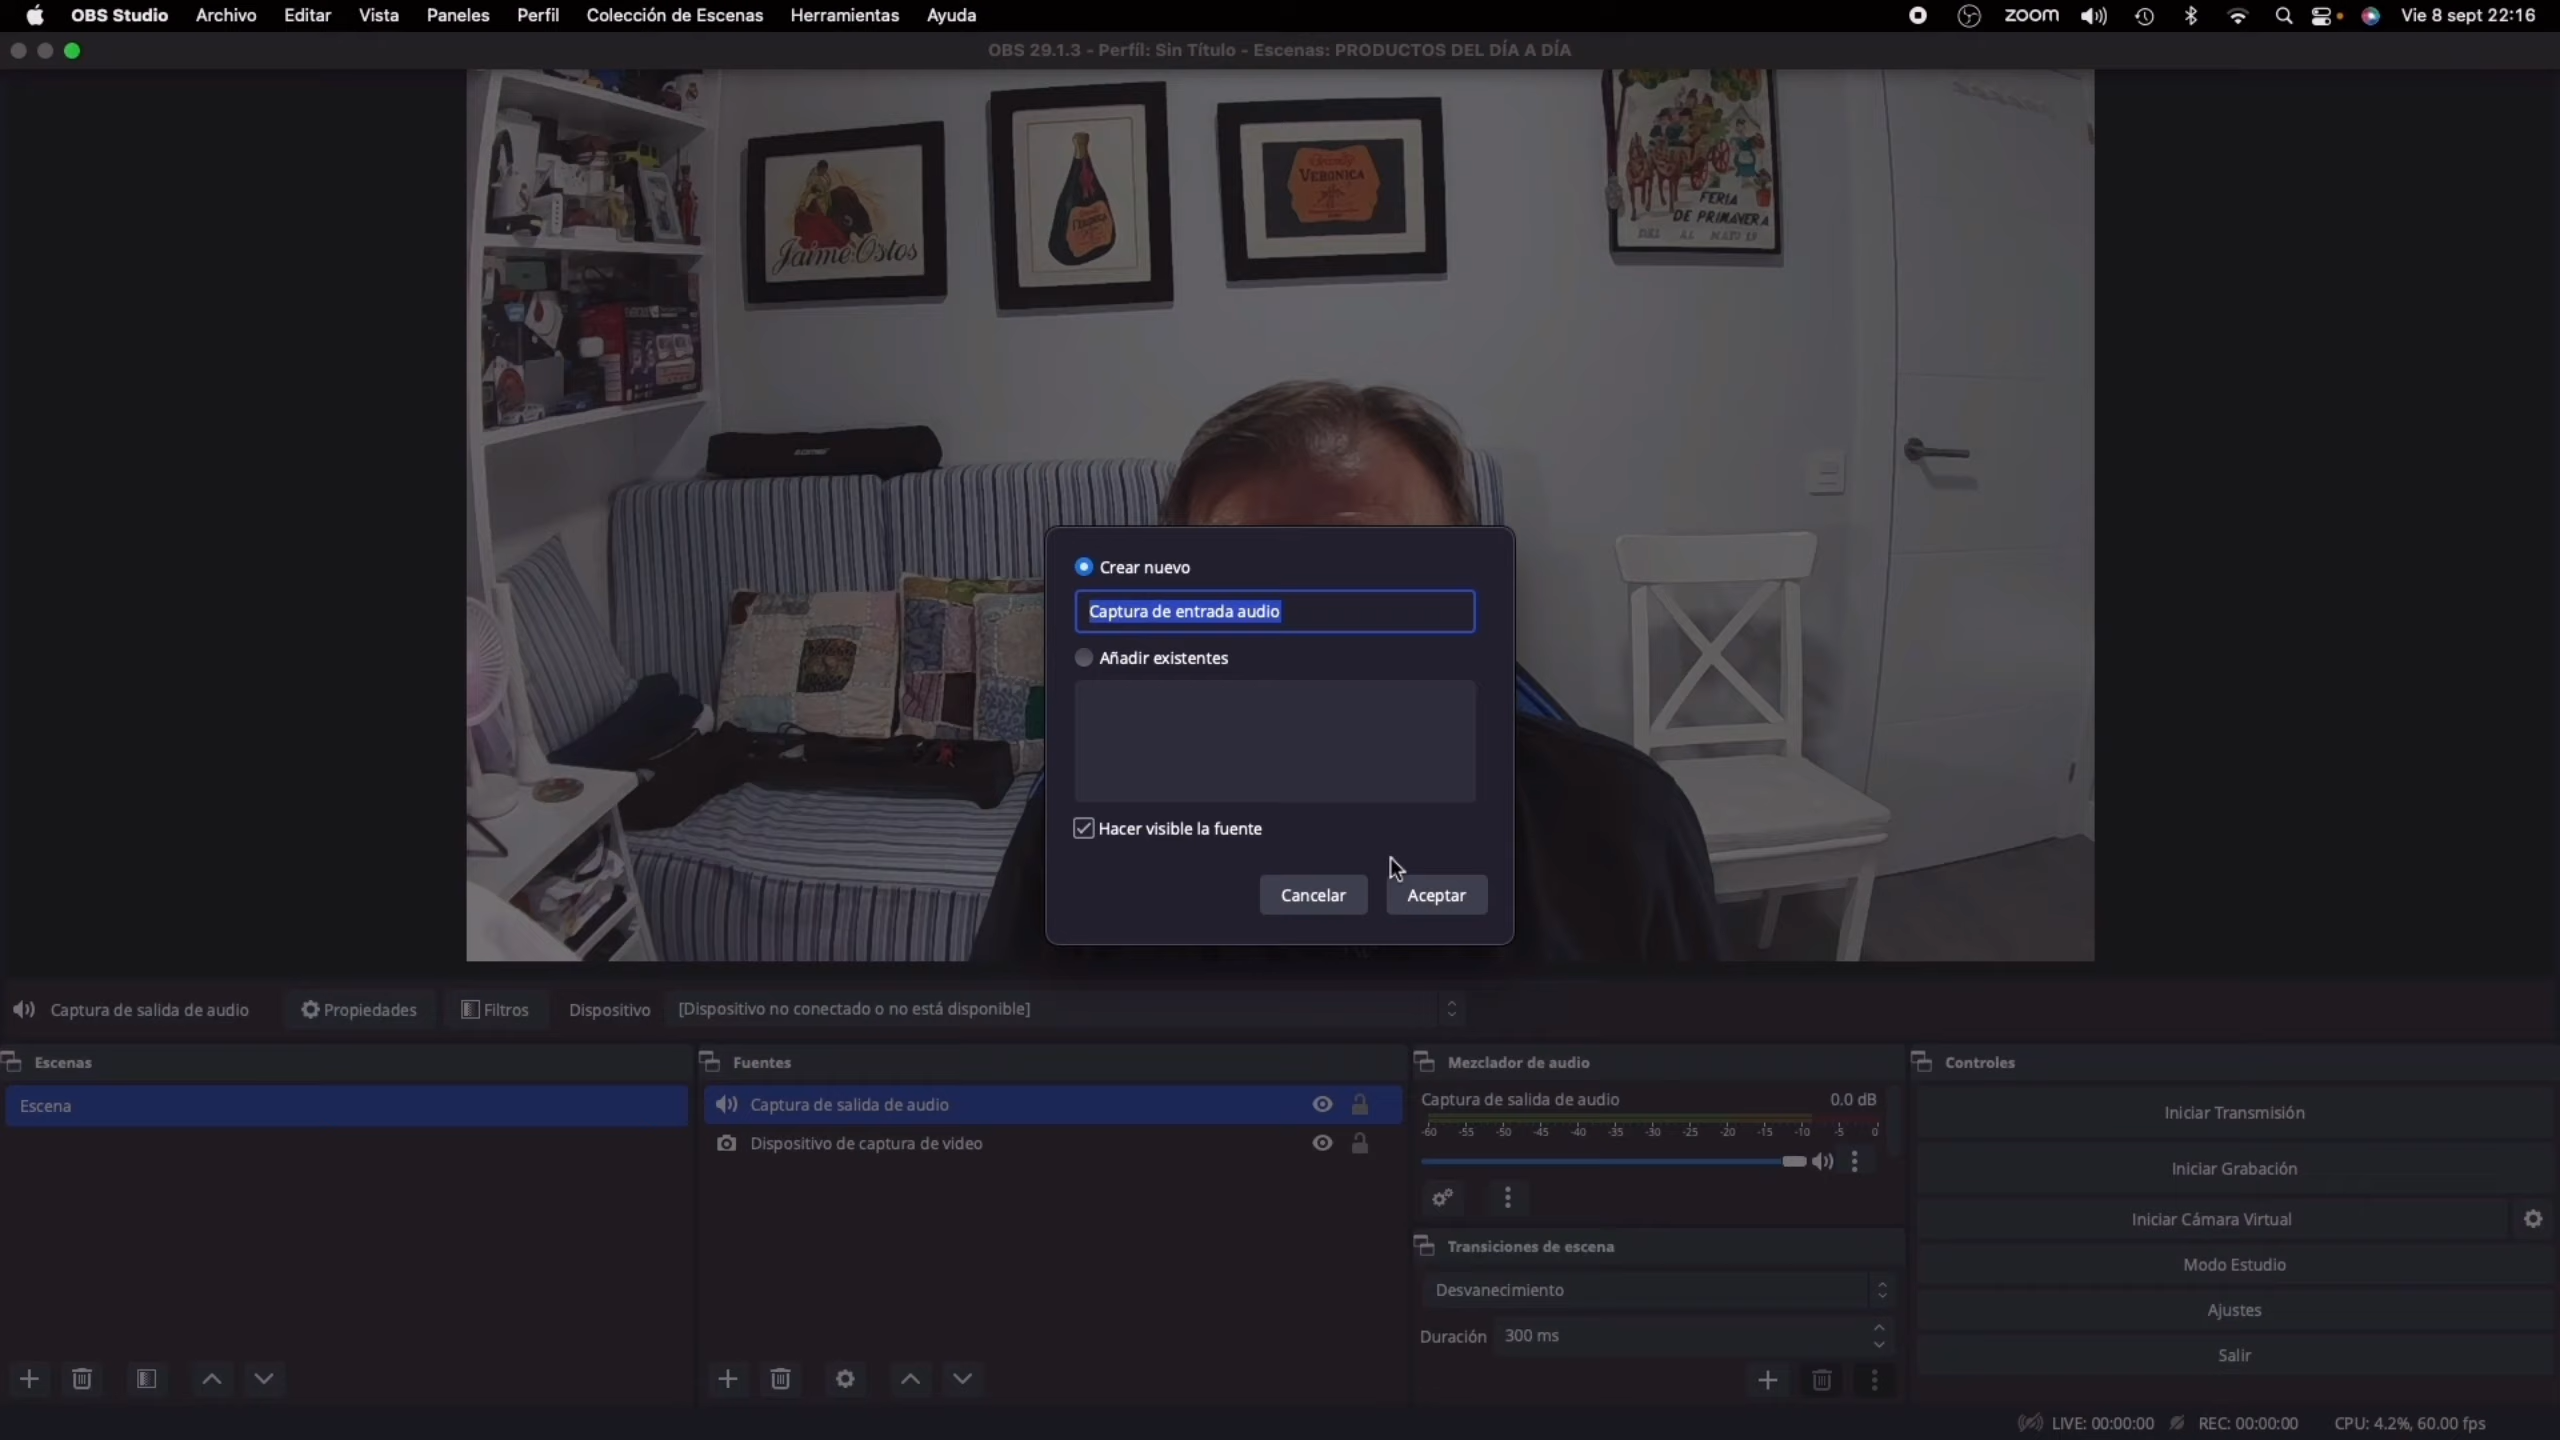 OBS Studio Archivo Editar Vista Paneles Perfil Colección de Escenas Herramientas Ayuda zoom Vie 8 sept 22:16
OBS 29.1.3 - Perfil: Sin Título - Escenas: PRODUCTOS DEL DÍA A DÍA
Jaime Ostos
VERONICA
VERONICA
FERIA
DE PRIMAVERA
Crear nuevo
Captura de entrada audio
Añadir existentes
Hacer visible la fuente
Cancelar Aceptar
Captura de salida de audio Propiedades Filtros Dispositivo [Dispositivo no conectado o no está disponible]
Escenas
Escena
Fuentes
Captura de salida de audio
Dispositivo de captura de video
Mezclador de audio
Captura de salida de audio 0.0 dB
-60 -55 -50 -45 -40 -35 -30 -25 -20 -15 -10 -5 0
Transiciones de escena
Desvanecimiento
Duración 300 ms
Controles
Iniciar Transmisión
Iniciar Grabación
Iniciar Cámara Virtual
Modo Estudio
Ajustes
Salir
LIVE: 00:00:00 REC: 00:00:00 CPU: 4.2%, 60.00 fps